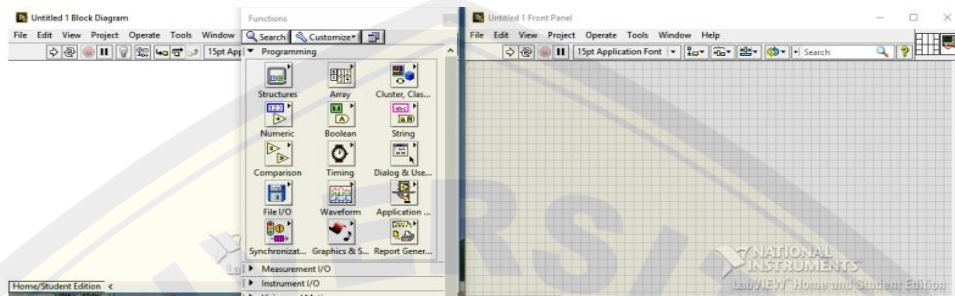 Untitled 1 Block Diagram
File Edit View Project Operate Tools Window
15pt App
Home/Student Edition
Functions
Search Customize
Programming
Structures Array Cluster, Clas...
Numeric Boolean String
Comparison Timing Dialog & Use...
File I/O Waveform Application ...
Synchronizat... Graphics & S... Report Gener...
Measurement I/O
Instrument I/O
Untitled 1 Front Panel
File Edit View Project Operate Tools Window Help
15pt Application Font Search
NATIONAL
INSTRUMENTS
LabVIEW Home and Student Edition